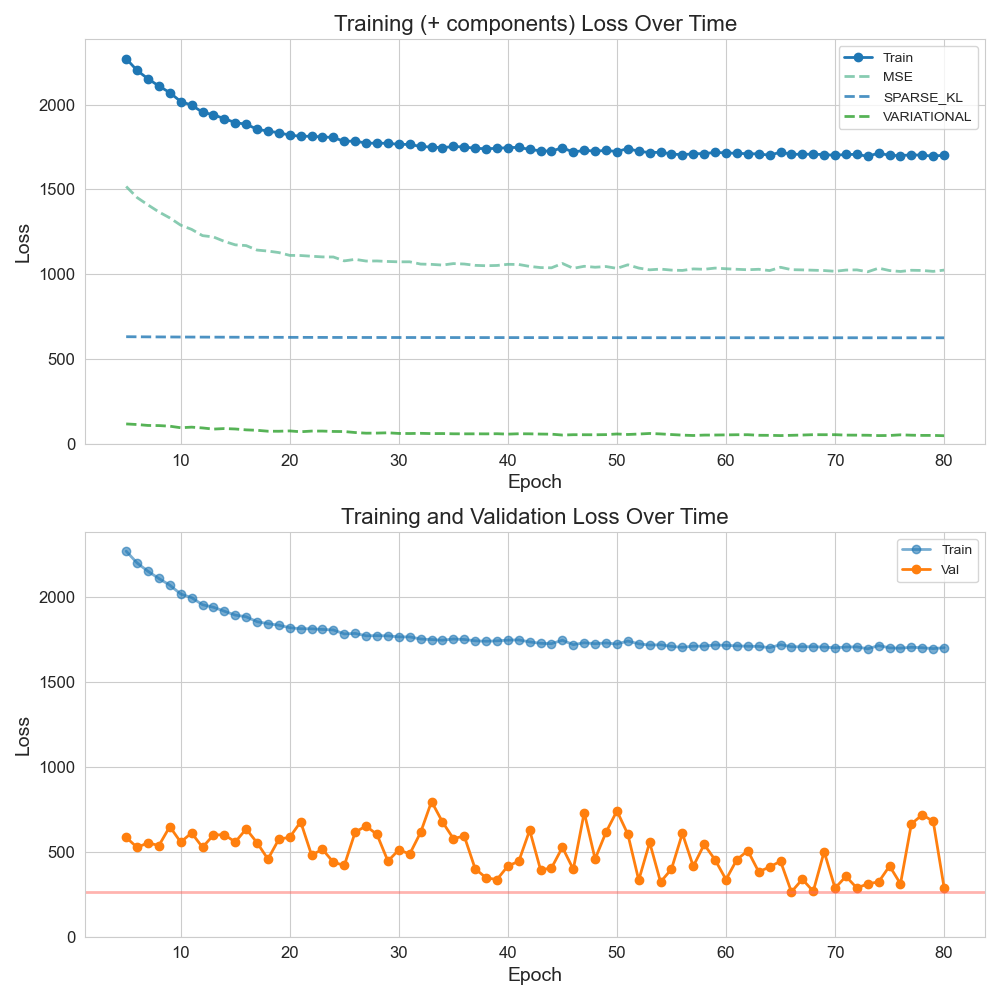 Training (+ components) Loss Over Time
Train
MSE
SPARSE_KL
VARIATIONAL
2000
1500
1000
500
0
Loss
10 20 30 40 50 60 70 80
Epoch
Training and Validation Loss Over Time
Train
Val
2000
1500
1000
500
0
Loss
10 20 30 40 50 60 70 80
Epoch